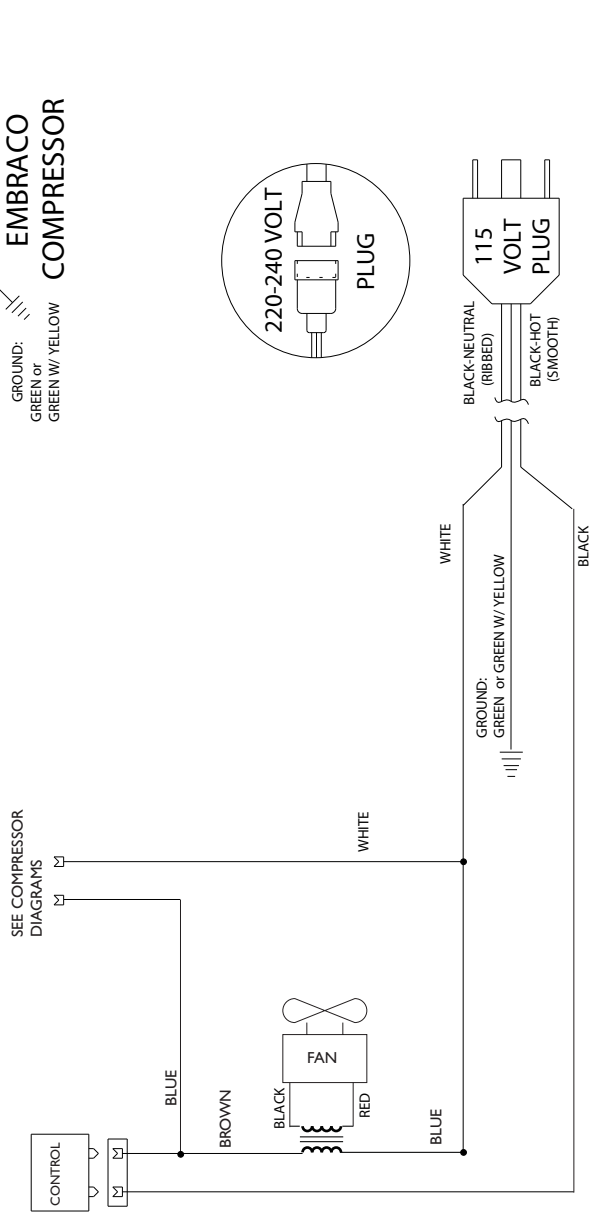 EMBRACO
COMPRESSOR
GROUND:
GREEN or
GREEN W/ YELLOW
220-240 VOLT
PLUG
115
VOLT
PLUG
BLACK-NEUTRAL
(RIBBED)
BLACK-HOT
(SMOOTH)
WHITE
BLACK
GROUND:
GREEN or GREEN W/ YELLOW
SEE COMPRESSOR
DIAGRAMS
WHITE
BLUE
BROWN
BLACK
RED
FAN
BLUE
CONTROL